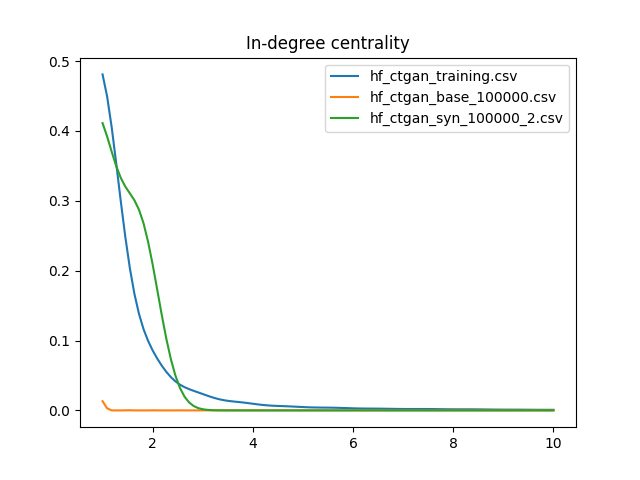 In-degree centrality
0.5
0.4
0.3
0.2
0.1
0.0
hf_ctgan_training.csv
hf_ctgan_base_100000.csv
hf_ctgan_syn_100000_2.csv
2 4 6 8 10